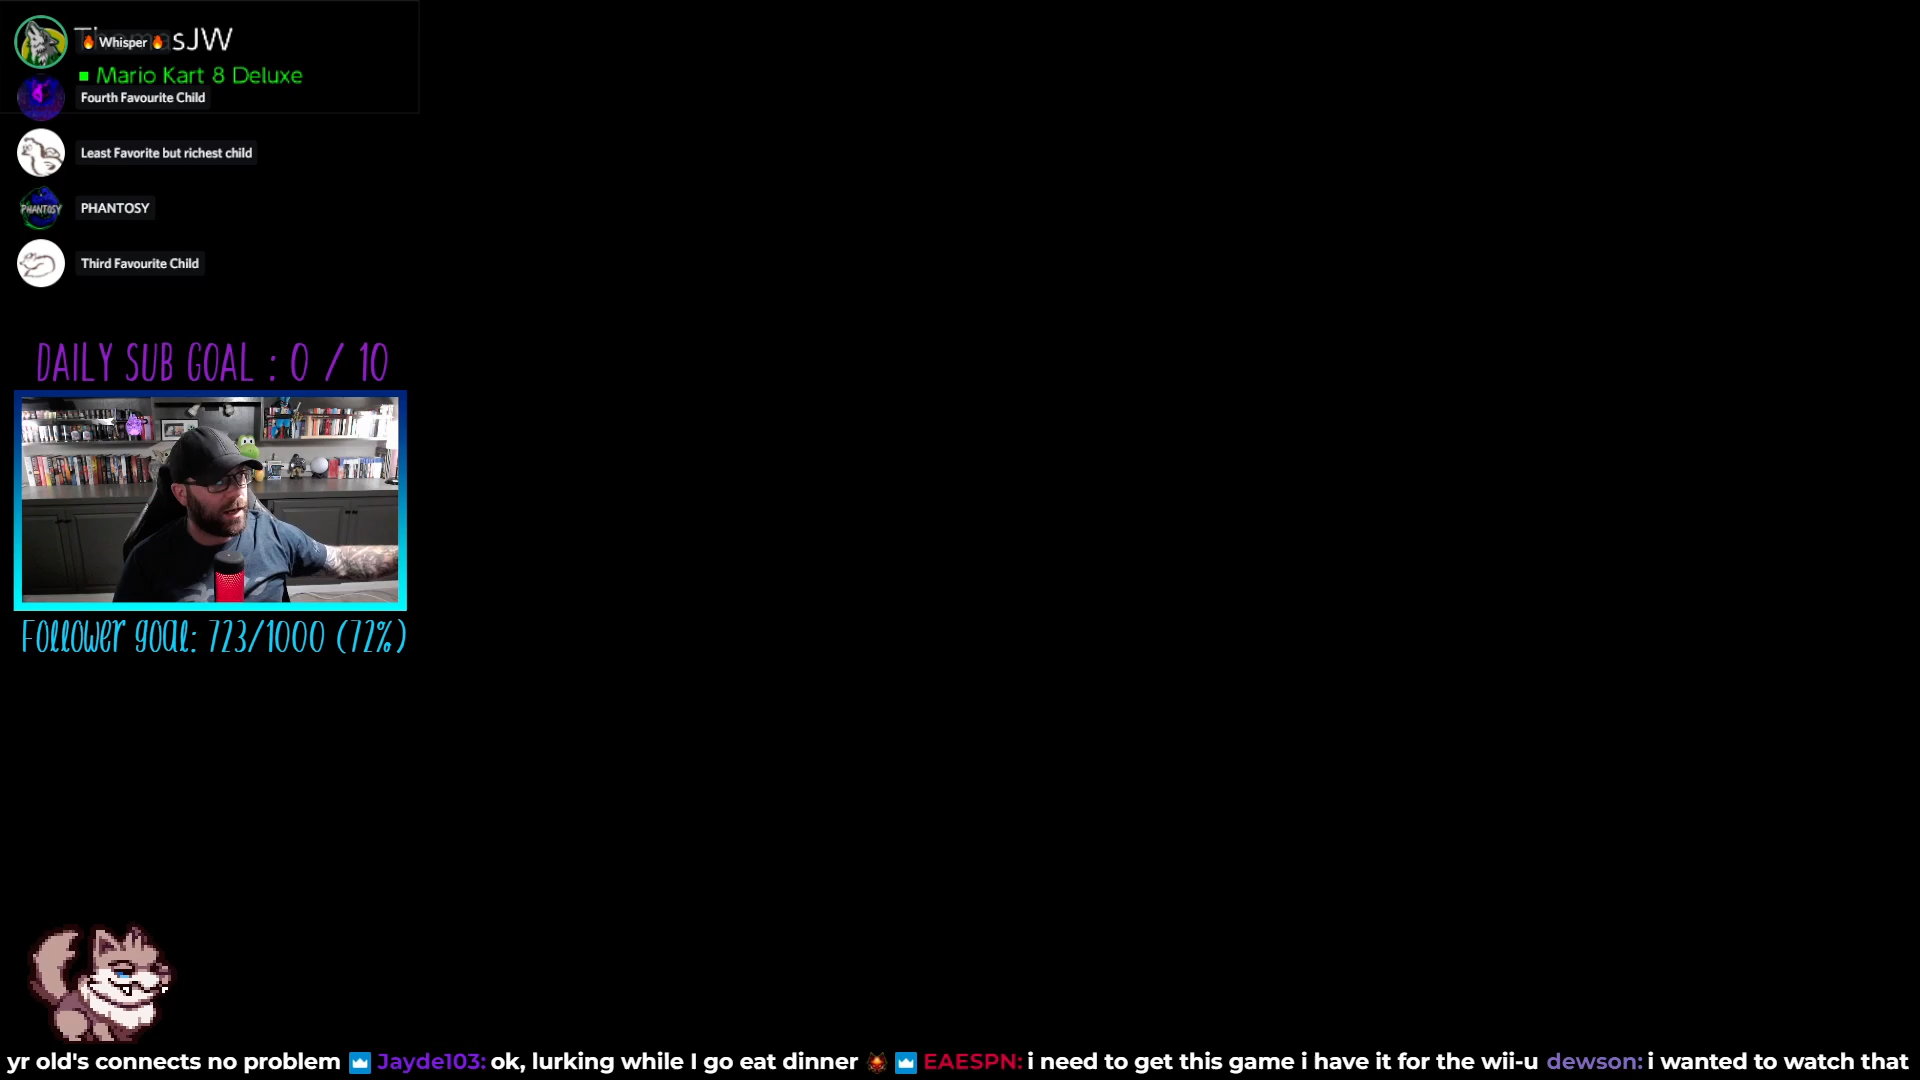 sJW
Whisper
Mario Kart 8 Deluxe
Fourth Favourite Child
Least Favorite but richest child
PHANTOSY
PHANTOSY
Third Favourite Child
DAILY SUB GOAL : 0 / 10
Follower goal: 723/1000 (72%)
yr old's connects no problem Jayde103: ok, lurking while I go eat dinner EAESPN: i need to get this game i have it for the wii-u dewson: i wanted to watch that